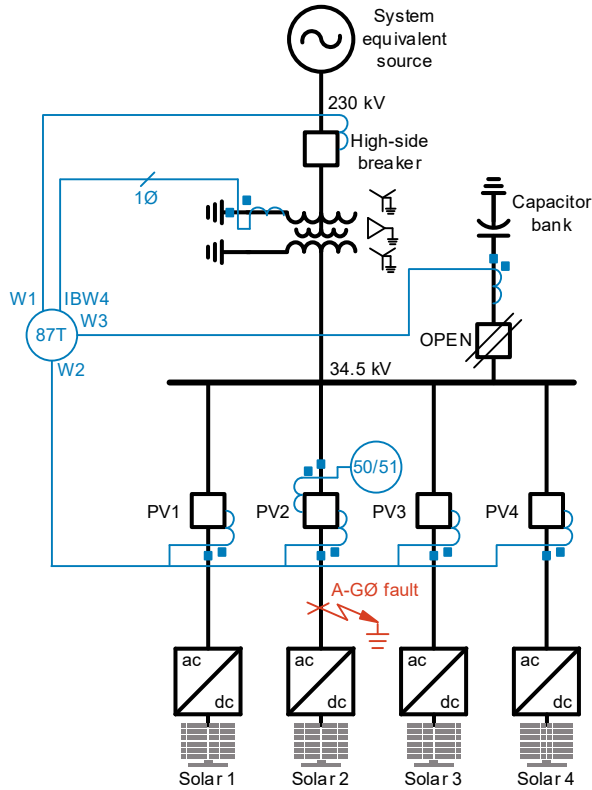 System
equivalent
source
230 kV
High-side
breaker
1Ø
Capacitor
bank
W1
IBW4
W3
87T
OPEN
W2
34.5 kV
50/51
PV1
PV2
PV3
PV4
A-GØ fault
ac
dc
ac
dc
ac
dc
ac
dc
Solar 1
Solar 2
Solar 3
Solar 4